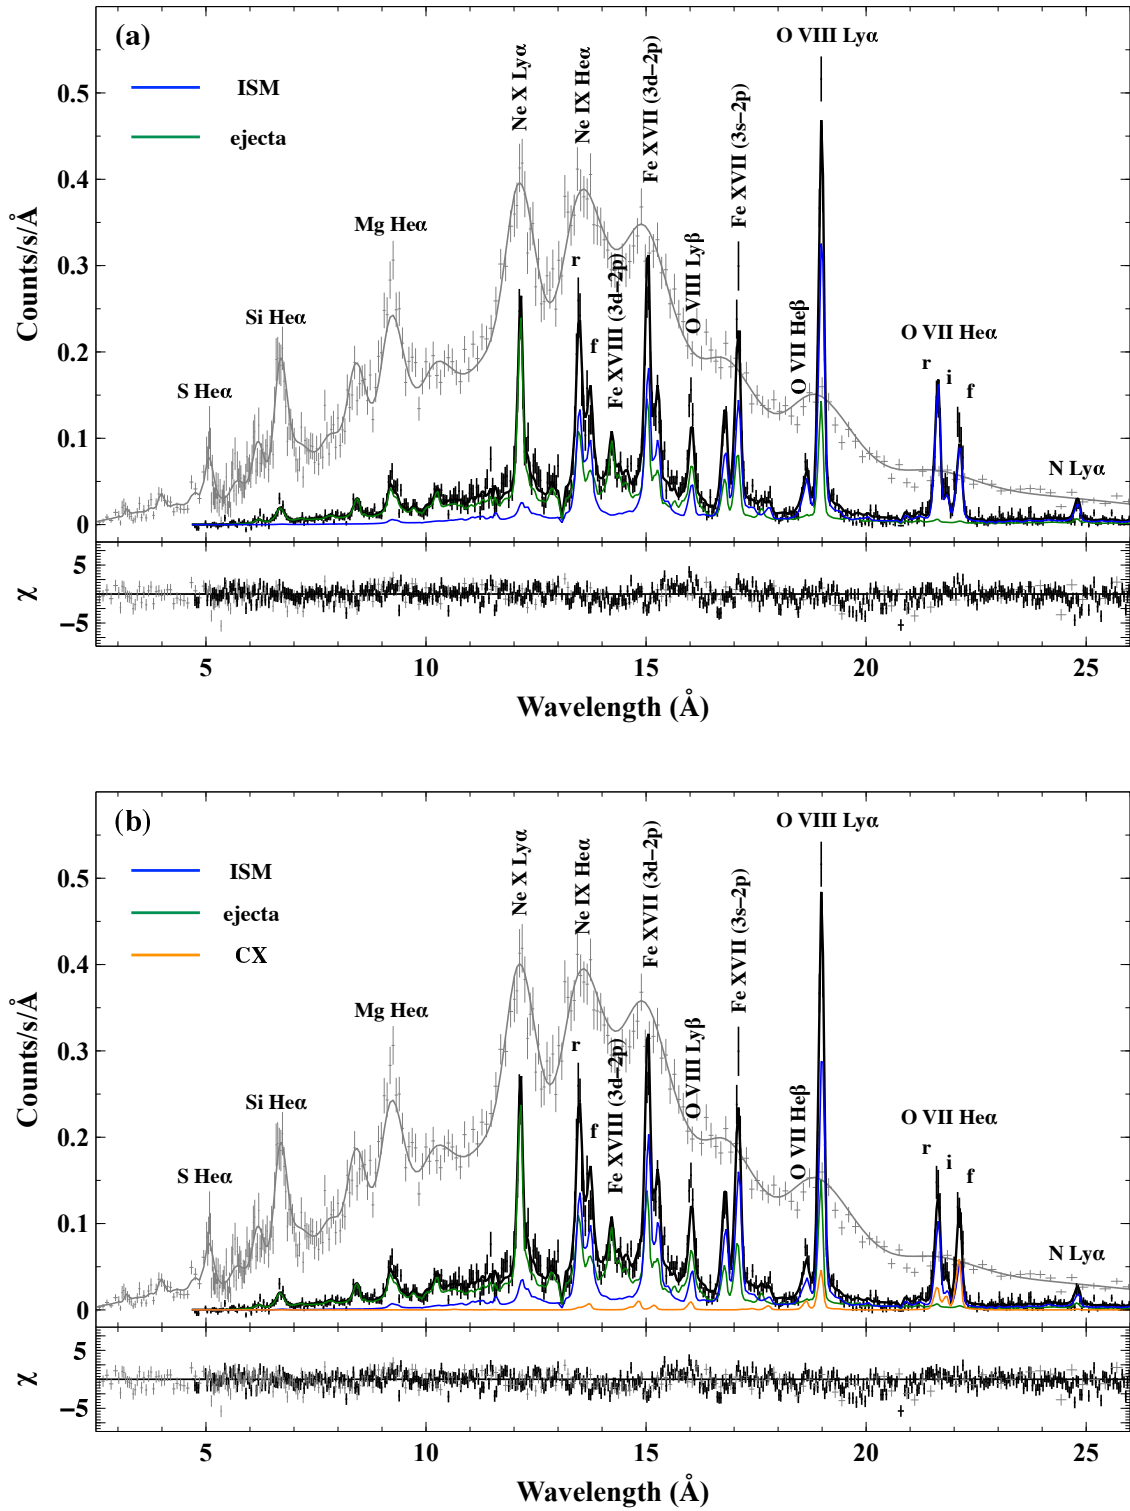 (a)
ISM
ejecta
Counts/s/Å
0.5
0.4
0.3
0.2
0.1
0
S Heα
Si Heα
Mg Heα
Ne X Lyα
Ne IX Heα
r
f
Fe XVIII (3d−2p)
Fe XVII (3d−2p)
O VIII Lyβ
Fe XVII (3s−2p)
O VII Heβ
O VIII Lyα
O VII Heα
r
i
f
N Lyα
χ
5
−5
5
10
15
20
25
Wavelength (Å)
(b)
ISM
ejecta
CX
Counts/s/Å
0.5
0.4
0.3
0.2
0.1
0
S Heα
Si Heα
Mg Heα
Ne X Lyα
Ne IX Heα
r
f
Fe XVIII (3d−2p)
Fe XVII (3d−2p)
O VIII Lyβ
Fe XVII (3s−2p)
O VII Heβ
O VIII Lyα
O VII Heα
r
i
f
N Lyα
χ
5
−5
5
10
15
20
25
Wavelength (Å)